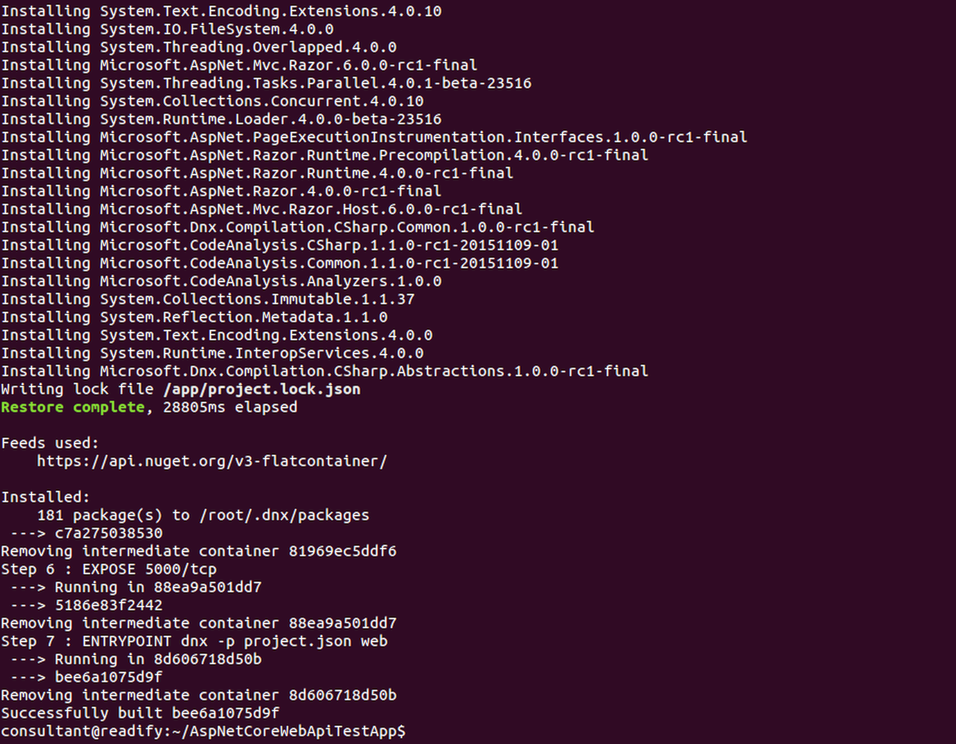 Installing System.Text.Encoding.Extensions.4.0.10
Installing System.IO.FileSystem.4.0.0
Installing System.Threading.Overlapped.4.0.0
Installing Microsoft.AspNet.Mvc.Razor.6.0.0-rc1-final
Installing System.Threading.Tasks.Parallel.4.0.1-beta-23516
Installing System.Collections.Concurrent.4.0.10
Installing System.Runtime.Loader.4.0.0-beta-23516
Installing Microsoft.AspNet.PageExecutionInstrumentation.Interfaces.1.0.0-rc1-final
Installing Microsoft.AspNet.Razor.Runtime.Precompilation.4.0.0-rc1-final
Installing Microsoft.AspNet.Razor.Runtime.4.0.0-rc1-final
Installing Microsoft.AspNet.Razor.4.0.0-rc1-final
Installing Microsoft.AspNet.Mvc.Razor.Host.6.0.0-rc1-final
Installing Microsoft.Dnx.Compilation.CSharp.Common.1.0.0-rc1-final
Installing Microsoft.CodeAnalysis.CSharp.1.1.0-rc1-20151109-01
Installing Microsoft.CodeAnalysis.Common.1.1.0-rc1-20151109-01
Installing Microsoft.CodeAnalysis.Analyzers.1.0.0
Installing System.Collections.Immutable.1.1.37
Installing System.Reflection.Metadata.1.1.0
Installing System.Text.Encoding.Extensions.4.0.0
Installing System.Runtime.InteropServices.4.0.0
Installing Microsoft.Dnx.Compilation.CSharp.Abstractions.1.0.0-rc1-final
Writing lock file /app/project.lock.json
Restore complete, 28805ms elapsed
Feeds used:
https://api.nuget.org/v3-flatcontainer/
Installed:
181 package(s) to /root/.dnx/packages
---> c7a275038530
Removing intermediate container 81969ec5ddf6
Step 6 : EXPOSE 5000/tcp
---> Running in 88ea9a501dd7
---> 5186e83f2442
Removing intermediate container 88ea9a501dd7
Step 7 : ENTRYPOINT dnx -p project.json web
---> Running in 8d606718d50b
---> bee6a1075d9f
Removing intermediate container 8d606718d50b
Successfully built bee6a1075d9f
consultant@readify:~/AspNetCoreWebApiTestApp$